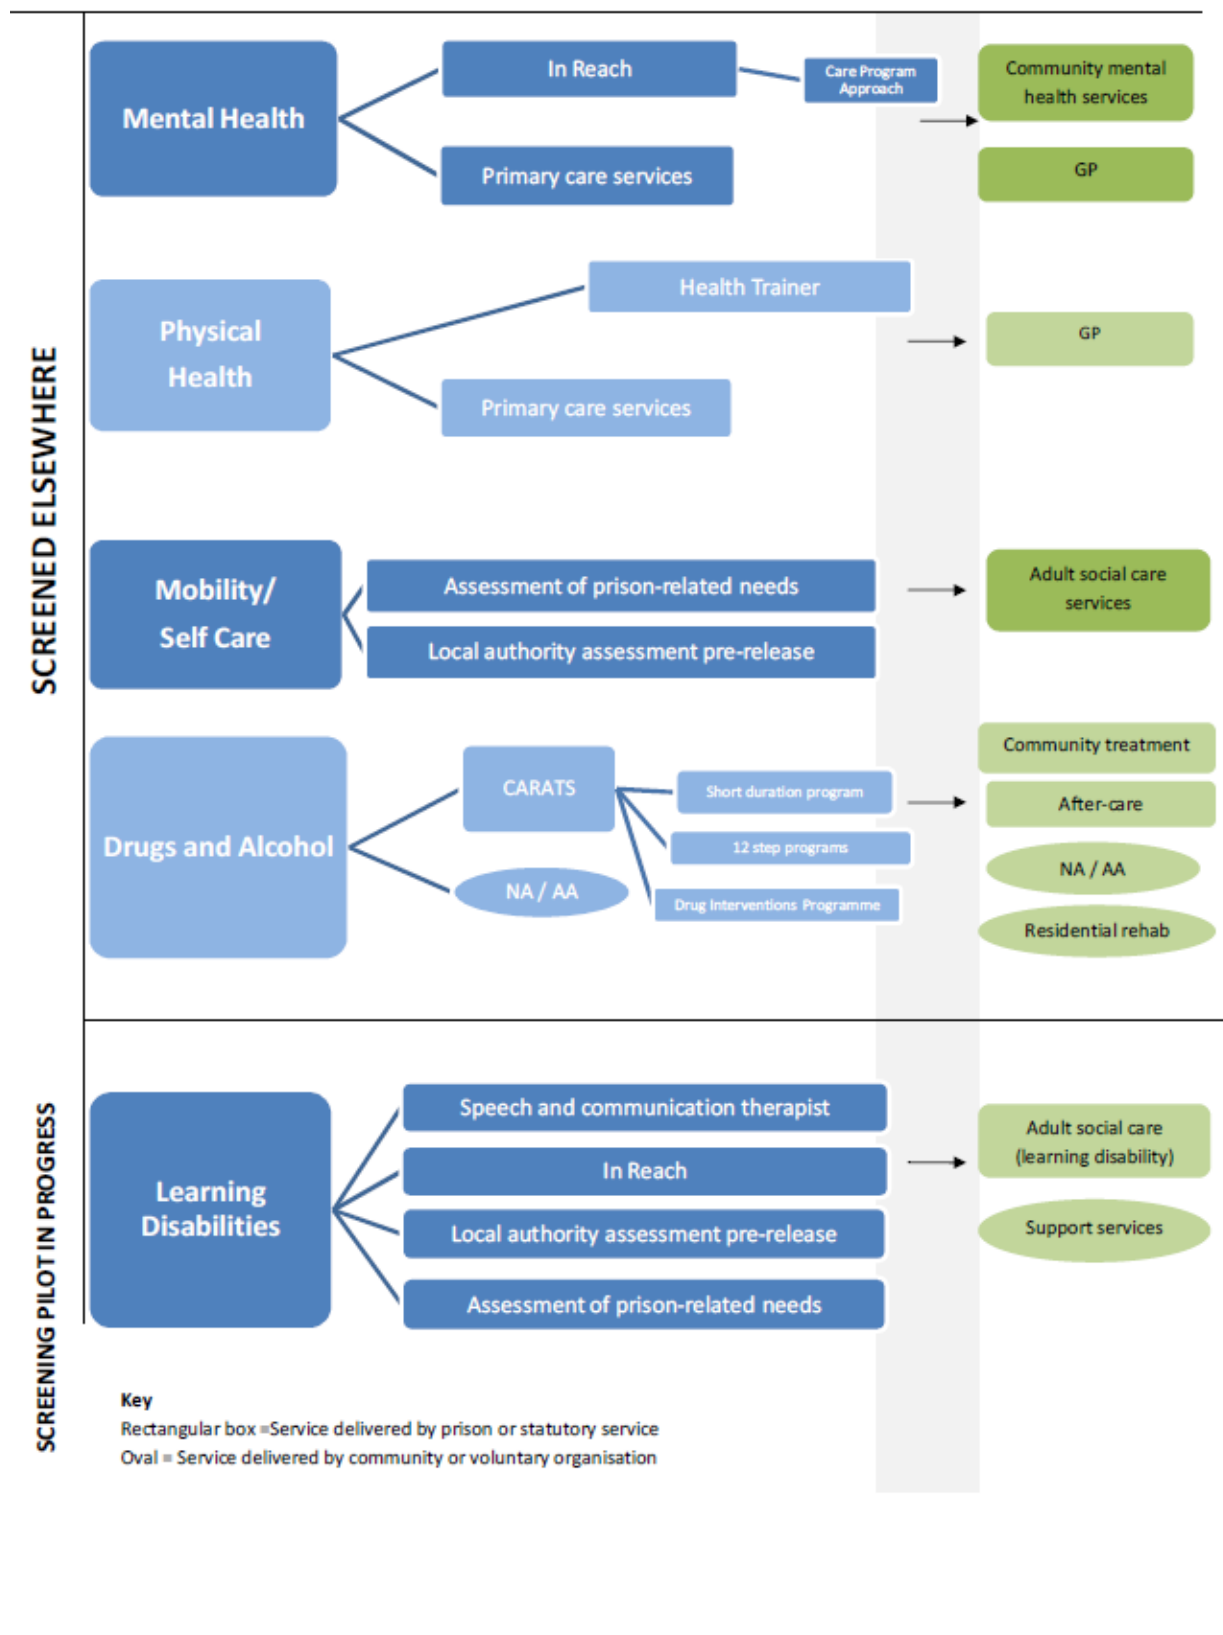 SCREENED ELSEWHERE
Mental Health
In Reach
Care Program
Approach
Primary care services
Community mental
health services
GP
Physical
Health
Health Trainer
Primary care services
GP
Mobility/
Self Care
Assessment of prison-related needs
Local authority assessment pre-release
Adult social care
services
Drugs and Alcohol
CARATS
NA / AA
Short duration program
12 step programs
Drug Interventions Programme
Community treatment
After-care
NA / AA
Residential rehab
SCREENING PILOT IN PROGRESS
Learning
Disabilities
Speech and communication therapist
In Reach
Local authority assessment pre-release
Assessment of prison-related needs
Adult social care
(learning disability)
Support services
Key
Rectangular box =Service delivered by prison or statutory service
Oval = Service delivered by community or voluntary organisation